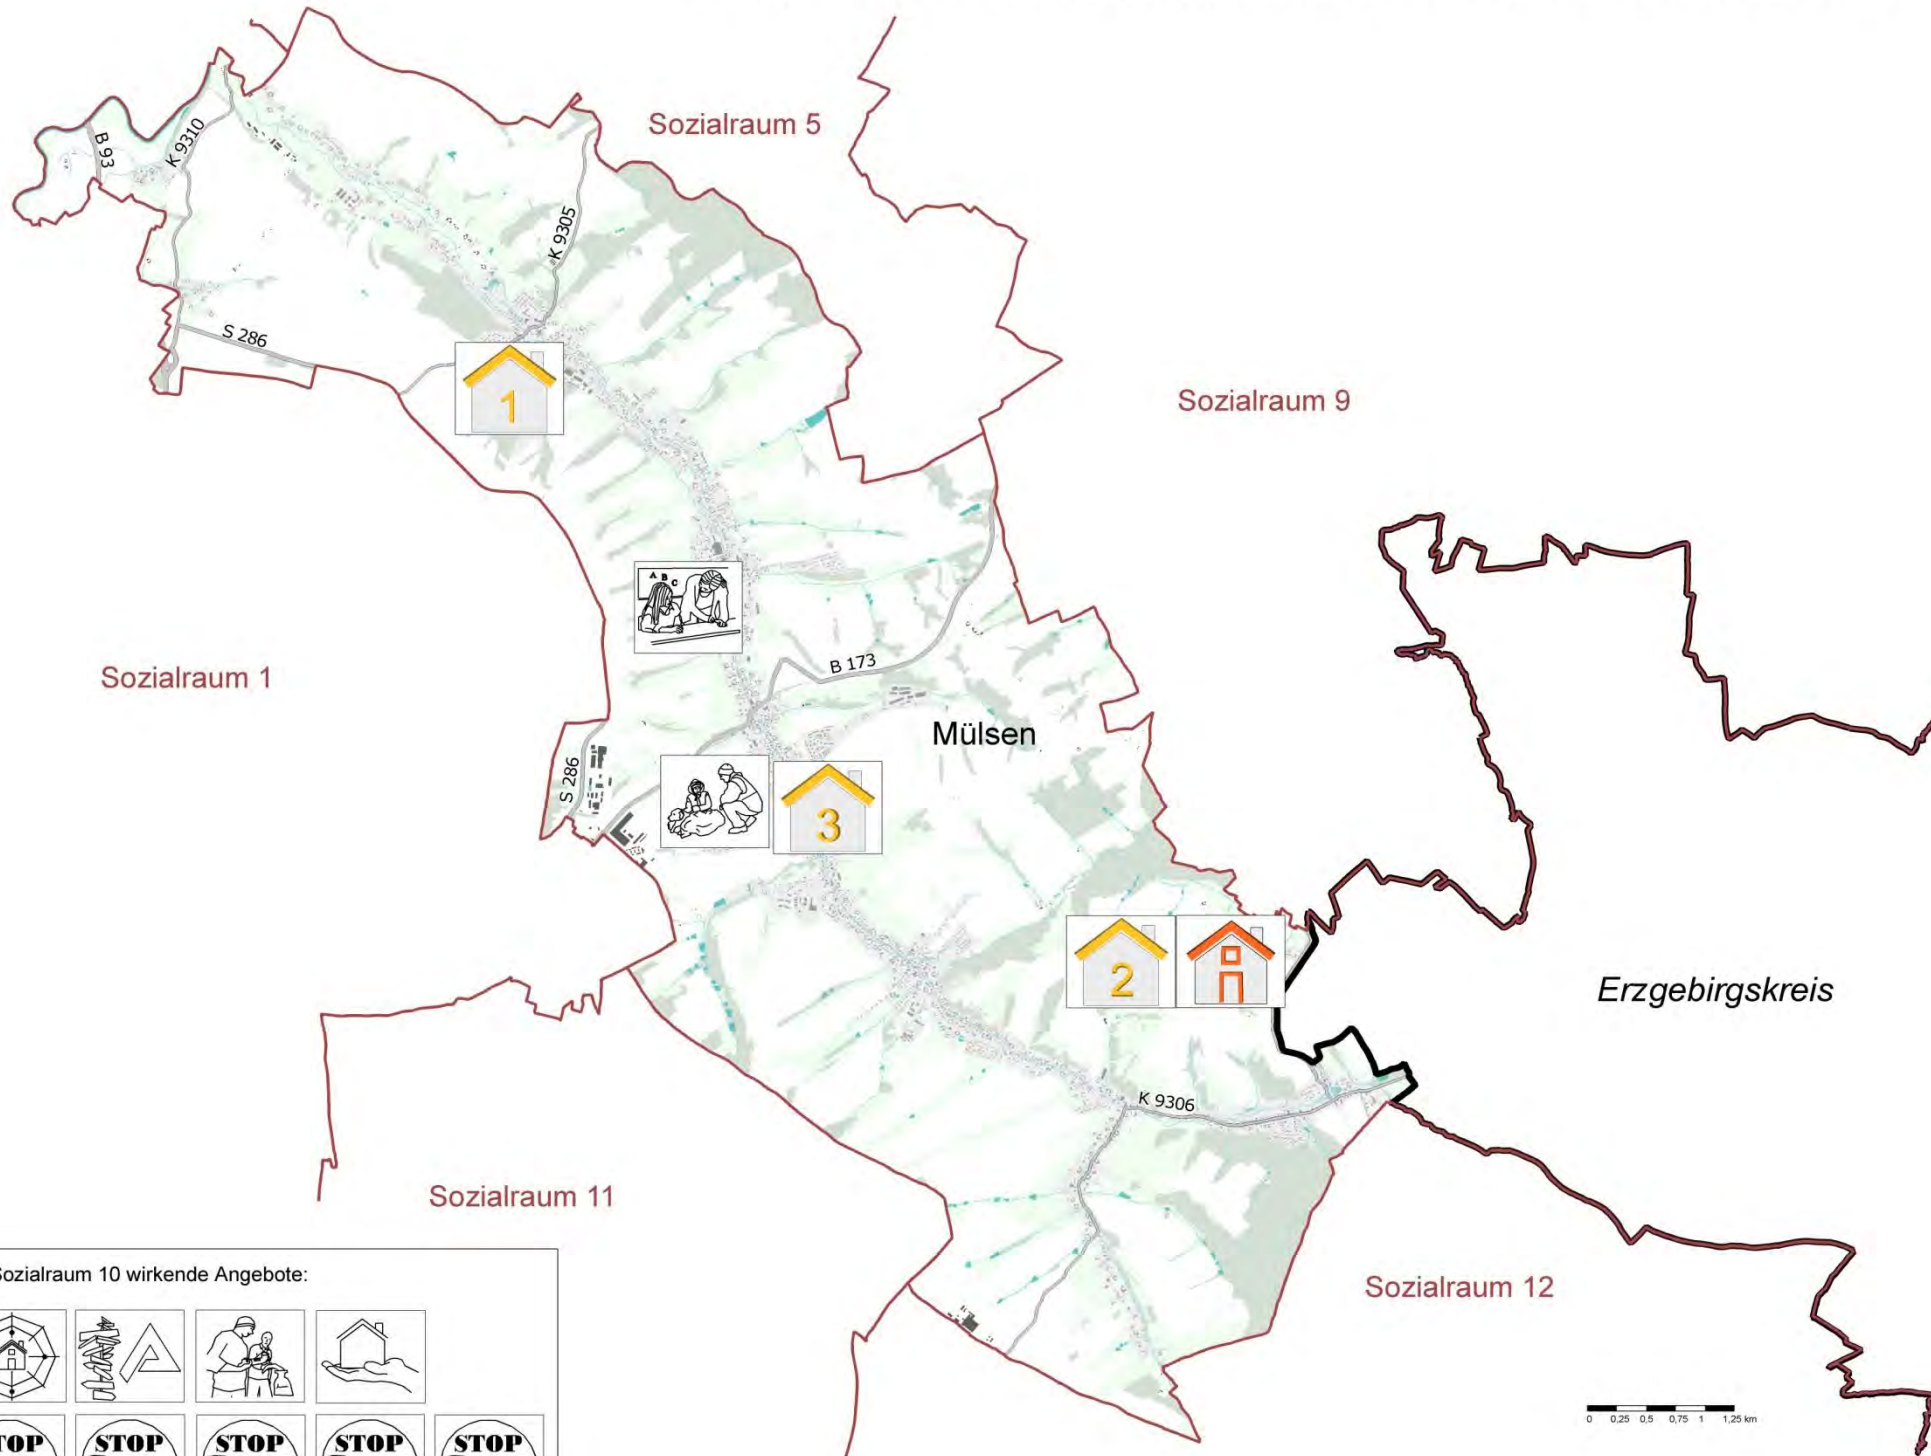 Sozialraum 5
B 93
K 9310
K 9305
S 286
1
Sozialraum 9
A B C
Sozialraum 1
B 173
Mülsen
S 286
3
2
Erzgebirgskreis
K 9306
Sozialraum 11
Sozialraum 12
Sozialraum 10 wirkende Angebote:
STOP STOP STOP STOP
0 0,25 0,5 0,75 1 1,25 km